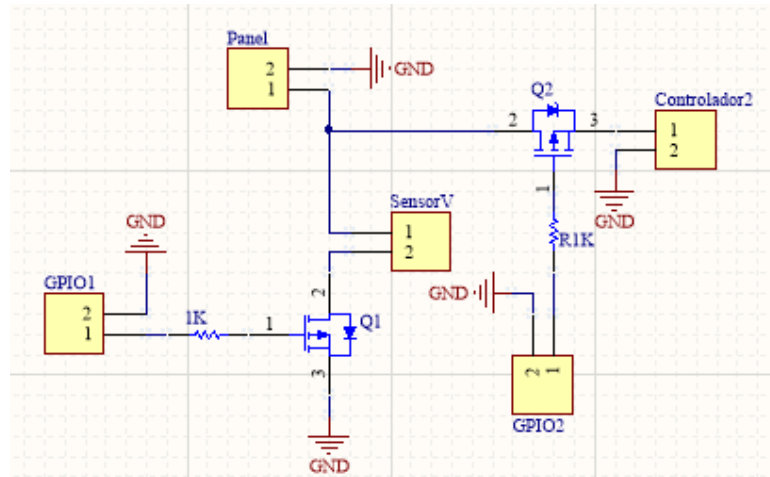 Panel
2
1
GND
Q2
2
3
Controlador2
1
2
GND
1
R1K
SensorV
1
2
GND
GPIO1
2
1
1K
1
2
Q1
3
GND
GND
2
1
GPIO2